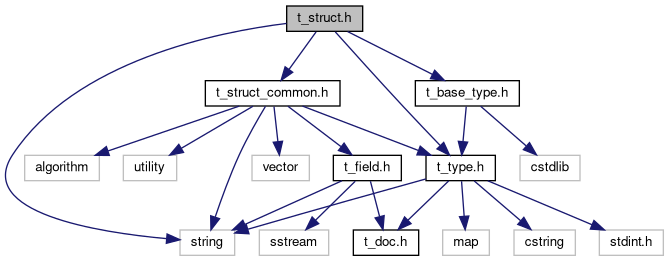 t_struct.h
t_struct_common.h
t_base_type.h
algorithm
utility
vector
t_field.h
t_type.h
cstdlib
string
sstream
t_doc.h
map
cstring
stdint.h